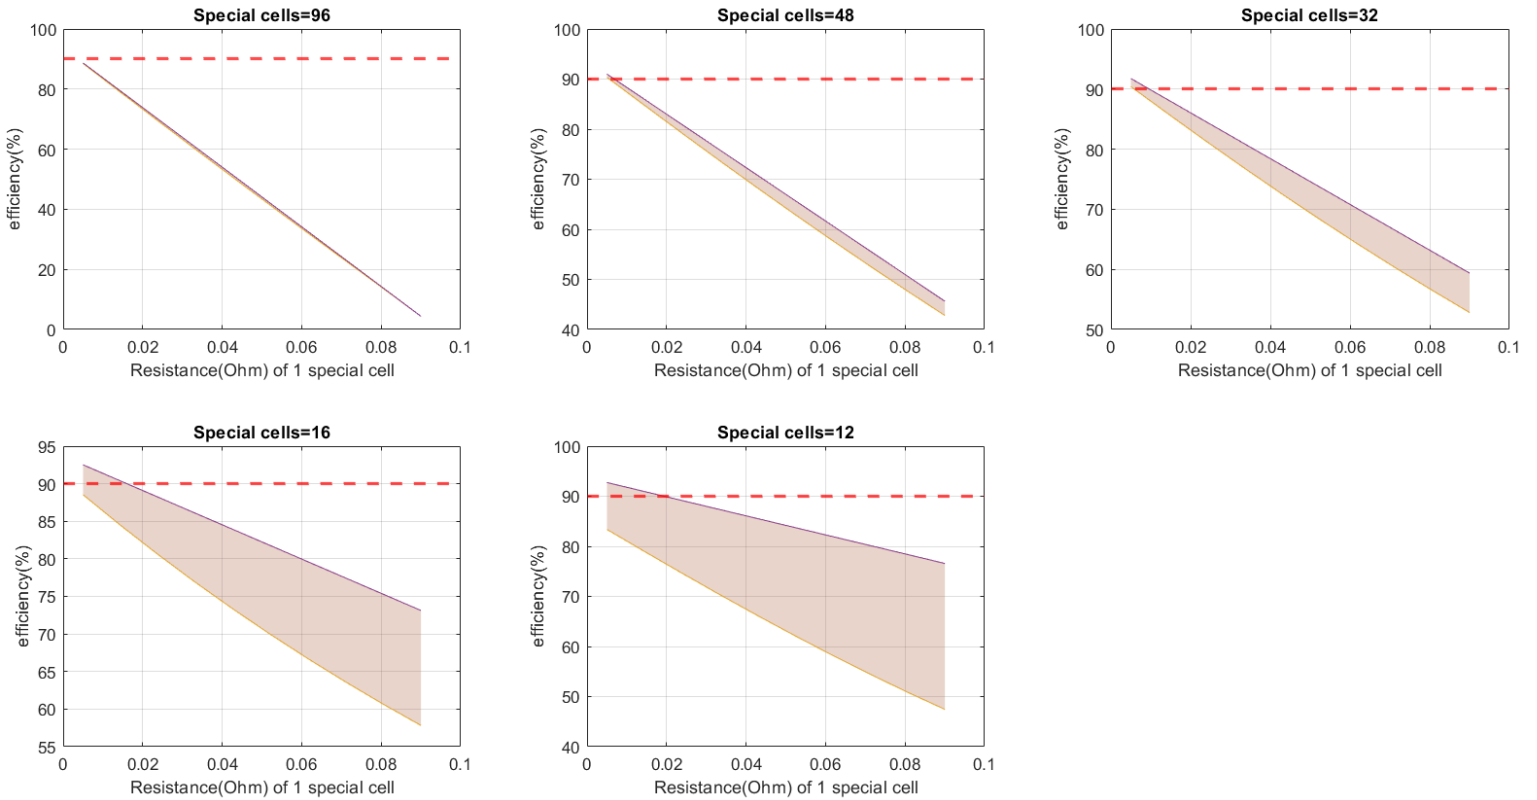 Special cells=96
100
80
60
40
20
0
efficiency(%)
0 0.02 0.04 0.06 0.08 0.1
Resistance(Ohm) of 1 special cell
Special cells=48
100
90
80
70
60
50
40
efficiency(%)
0 0.02 0.04 0.06 0.08 0.1
Resistance(Ohm) of 1 special cell
Special cells=32
100
90
80
70
60
50
efficiency(%)
0 0.02 0.04 0.06 0.08 0.1
Resistance(Ohm) of 1 special cell
Special cells=16
95
90
85
80
75
70
65
60
55
efficiency(%)
0 0.02 0.04 0.06 0.08 0.1
Resistance(Ohm) of 1 special cell
Special cells=12
100
90
80
70
60
50
40
efficiency(%)
0 0.02 0.04 0.06 0.08 0.1
Resistance(Ohm) of 1 special cell